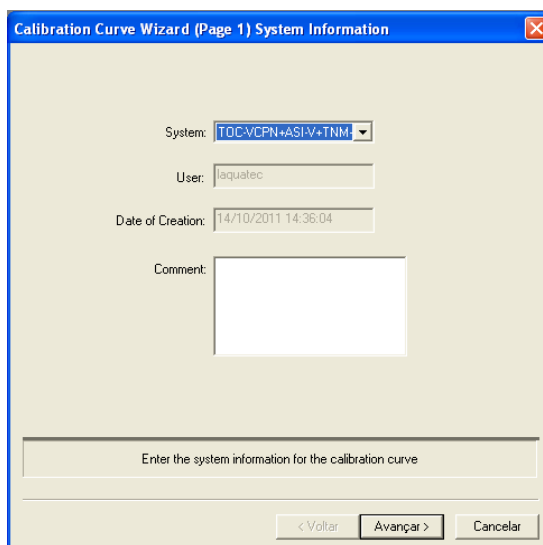 Calibration Curve Wizard (Page 1) System Information
System: TOC-VCPN+ASI-V+TNM-
User: laquatec
Date of Creation: 14/10/2011 14:36:04
Comment:
Enter the system information for the calibration curve
< Voltar Avançar > Cancelar